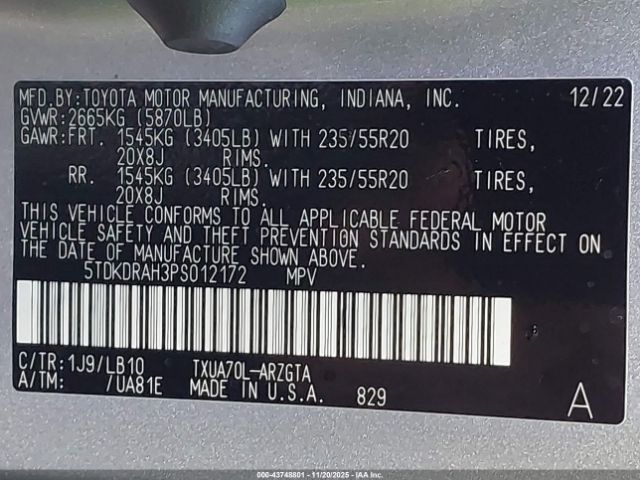 MFD.BY:TOYOTA MOTOR MANUFACTURING, INDIANA, INC. 12/22
GVWR:2665KG (5870LB)
GAWR:FRT. 1545KG (3405LB) WITH 235/55R20 TIRES,
20X8J RIMS.
RR. 1545KG (3405LB) WITH 235/55R20 TIRES,
20X8J RIMS.
THIS VEHICLE CONFORMS TO ALL APPLICABLE FEDERAL MOTOR
VEHICLE SAFETY AND THEFT PREVENTION STANDARDS IN EFFECT ON
THE DATE OF MANUFACTURE SHOWN ABOVE.
5TDKDRAH3PS012172 MPV
C/TR:1J9/LB10 TXUA70L-ARZGTA
A/TM: /UA81E MADE IN U.S.A. 829 A
000-43748801 - 11/20/2025 - IAA Inc.